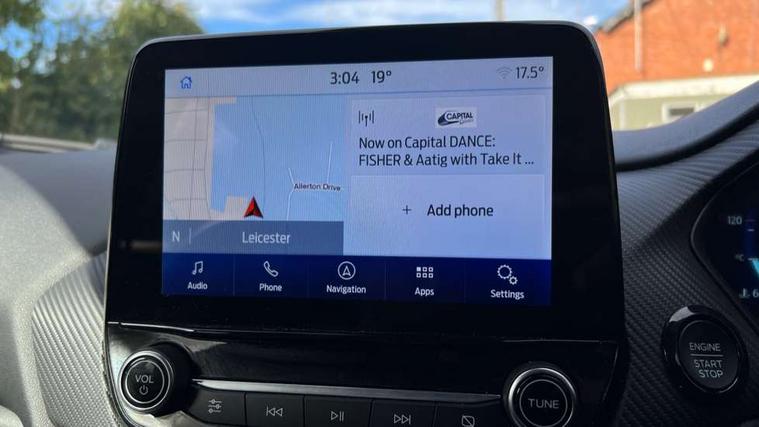 3:04 19°
17.5°
CAPITAL
DANCE
Now on Capital DANCE:
FISHER & Aatig with Take It ...
Allerton Drive
+ Add phone
N Leicester
Audio
Phone
Navigation
Apps
Settings
VOL
TUNE
ENGINE
START
STOP
120
°C